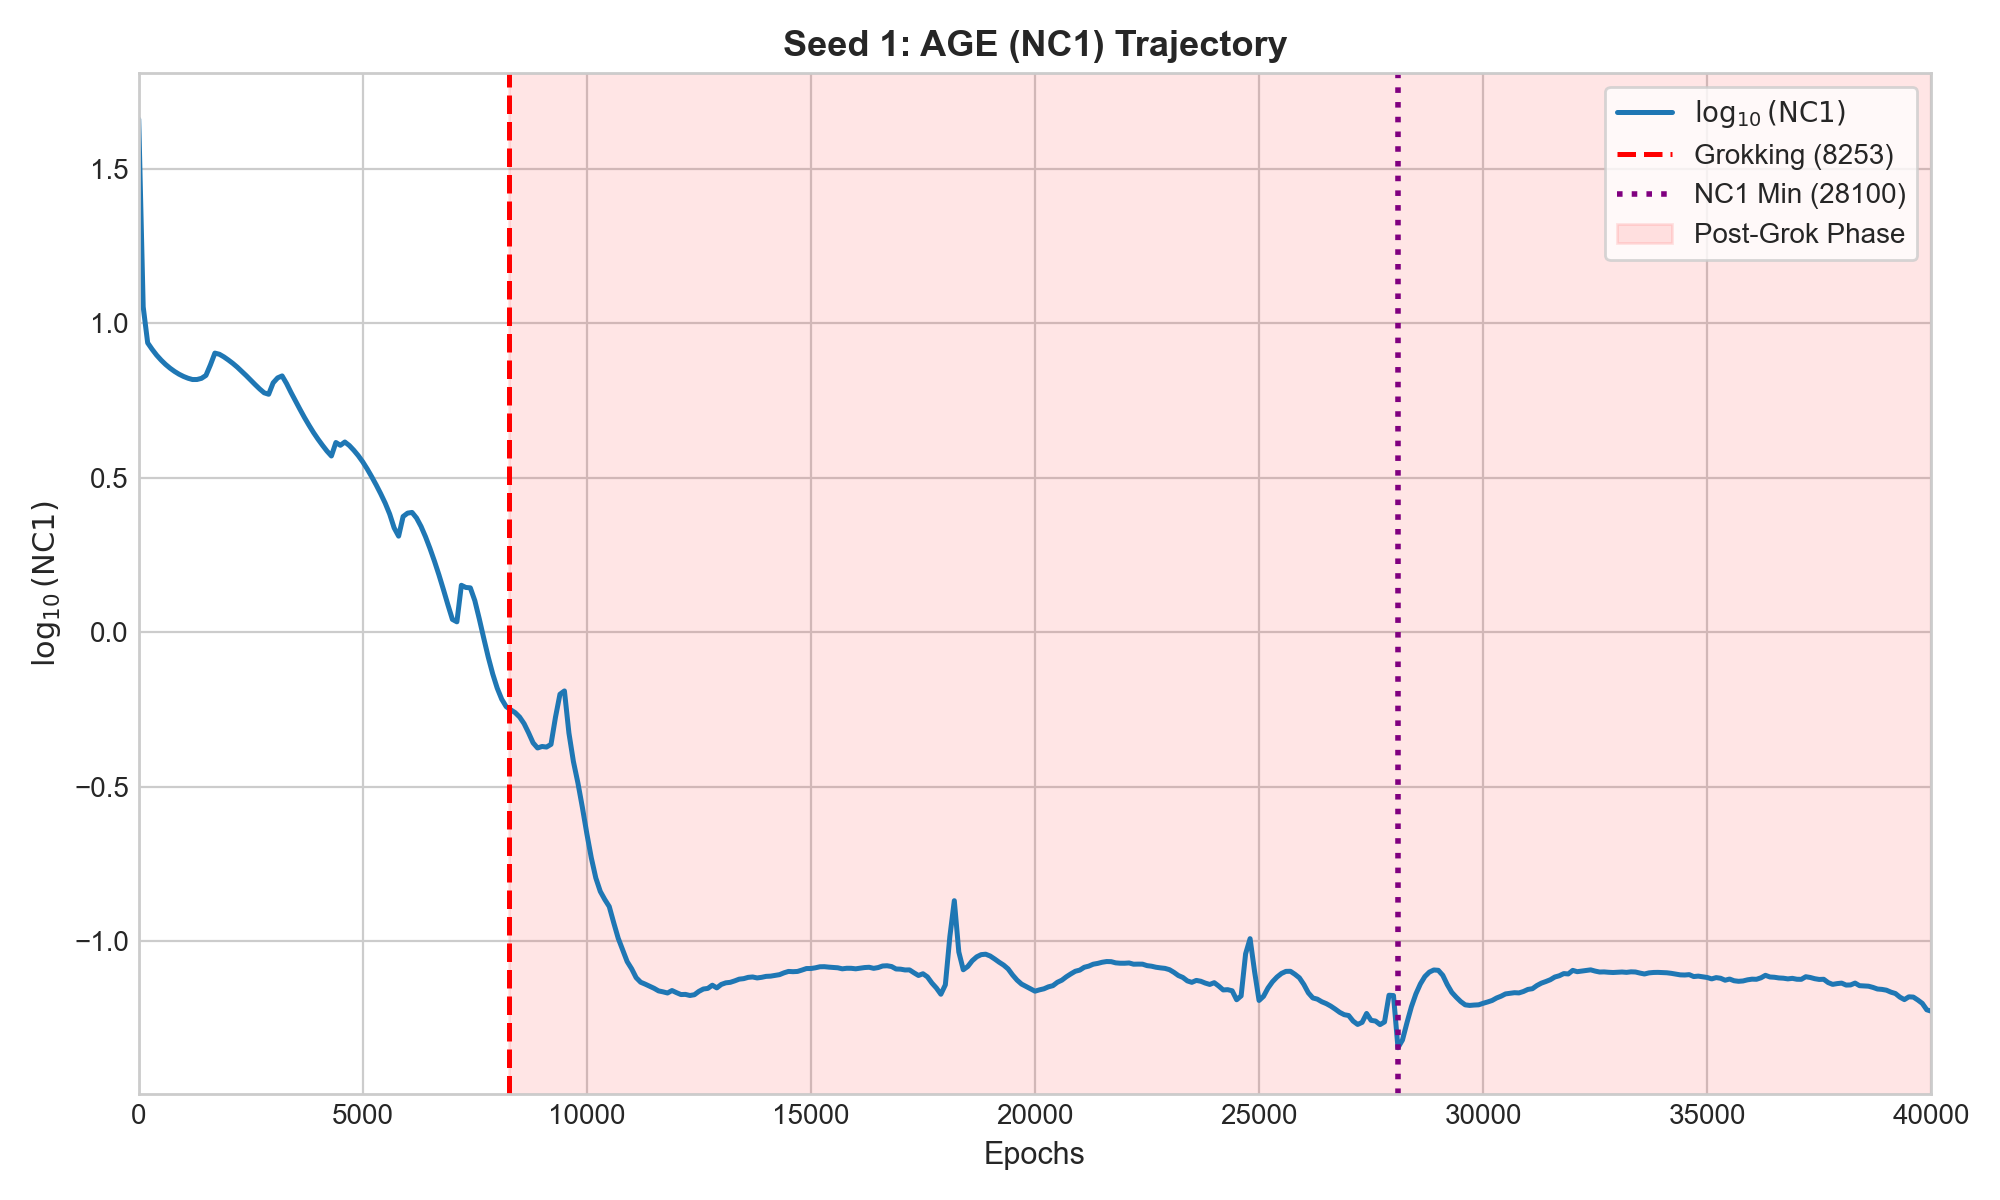 Seed 1: AGE (NC1) Trajectory
log₁₀ (NC1)
Grokking (8253)
NC1 Min (28100)
Post-Grok Phase
1.5
1.0
0.5
0.0
−0.5
−1.0
log₁₀ (NC1)
0 5000 10000 15000 20000 25000 30000 35000 40000
Epochs